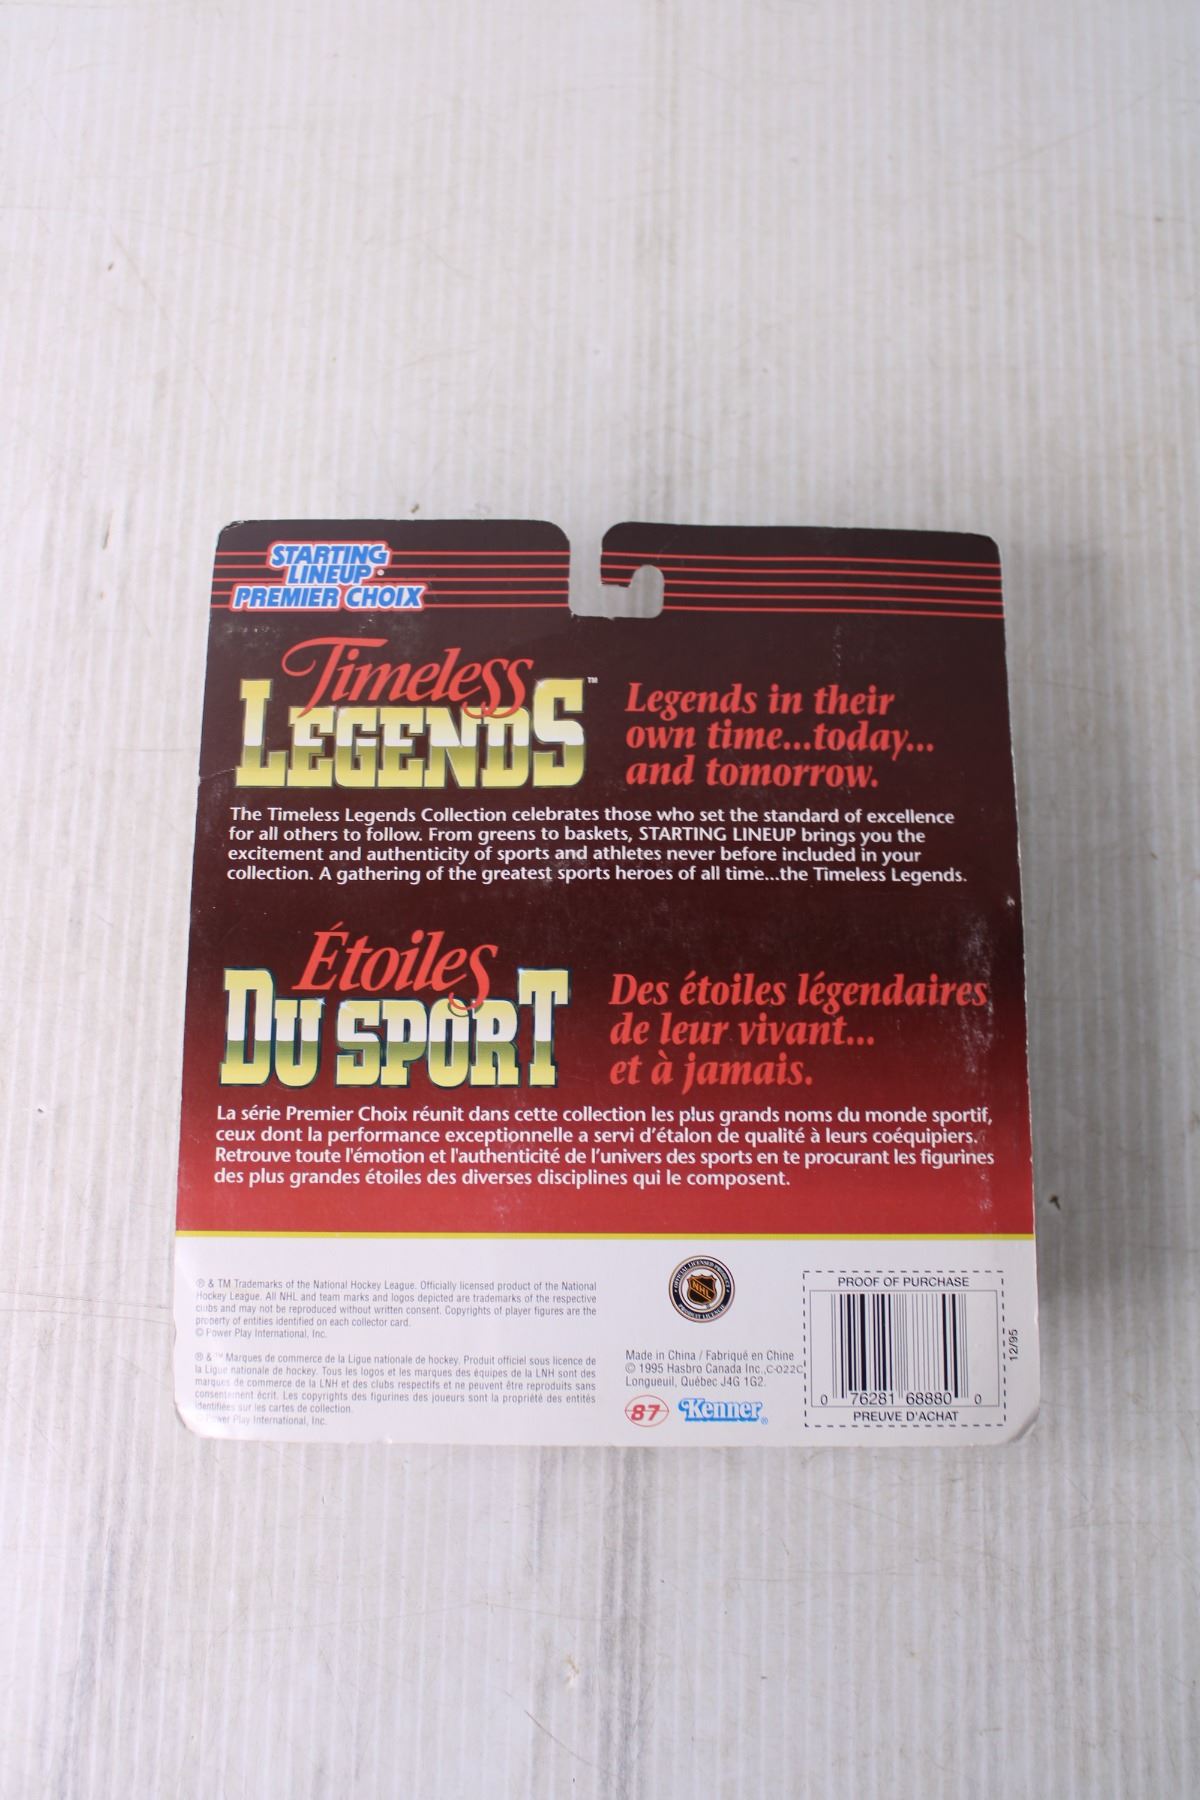 STARTING
LINEUP
PREMIER CHOIX
Timeless
LEGENDS™
Legends in their
own time...today...
and tomorrow.
The Timeless Legends Collection celebrates those who set the standard of excellence
for all others to follow. From greens to baskets, STARTING LINEUP brings you the
excitement and authenticity of sports and athletes never before included in your
collection. A gathering of the greatest sports heroes of all time...the Timeless Legends.
Étoiles
DU SPORT
Des étoiles légendaires
de leur vivant...
et à jamais.
La série Premier Choix réunit dans cette collection les plus grands noms du monde sportif,
ceux dont la performance exceptionnelle a servi d'étalon de qualité à leurs coéquipiers.
Retrouve toute l'émotion et l'authenticité de l'univers des sports en te procurant les figurines
des plus grandes étoiles des diverses disciplines qui le composent.
® & TM Trademarks of the National Hockey League. Officially licensed product of the National
Hockey League. All NHL and team marks and logos depicted are trademarks of the respective
clubs and may not be reproduced without written consent. Copyrights of player figures are the
property of entities identified on each collector card.
© Power Play International, Inc.
® & ™ Marques de commerce de la Ligue nationale de hockey. Produit officiel sous licence de
la Ligue nationale de hockey. Tous les logos et les marques des équipes de la LNH sont des
marques de commerce de la LNH et des clubs respectifs et ne peuvent être reproduits sans
consentement écrit. Les copyrights des figurines des joueurs sont la propriété des entités
identifiées sur les cartes de collection.
© Power Play International, Inc.
NHL
Made in China / Fabriqué en Chine
© 1995 Hasbro Canada Inc.,C-022C
Longueuil, Québec J4G 1G2.
87 Kenner®
PROOF OF PURCHASE
0 76281 68880 0
PREUVE D'ACHAT
12/95